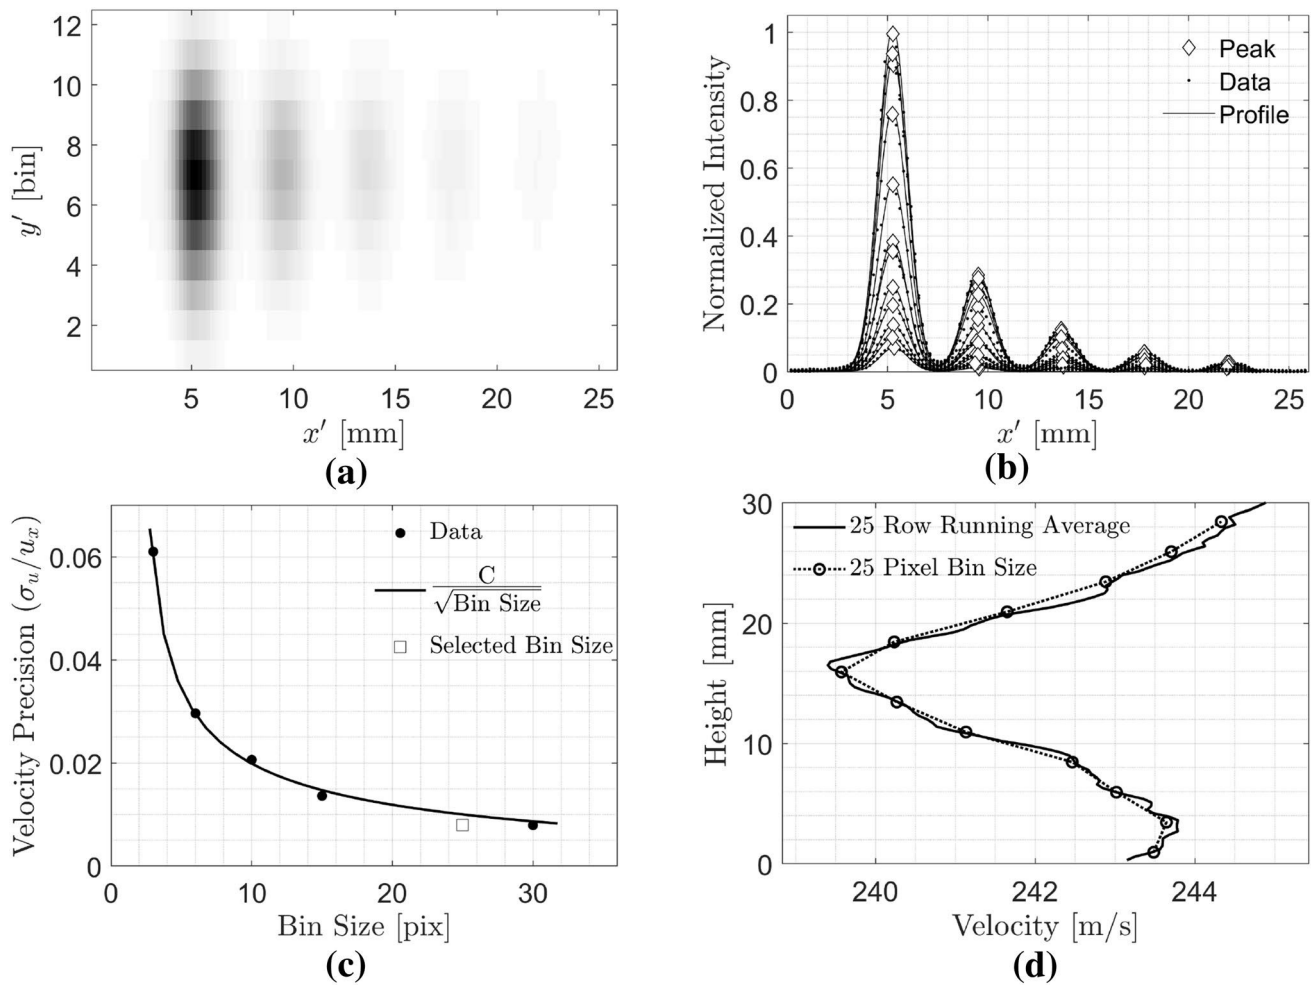 12
10
8
6
4
2
y′ [bin]
5
10
15
20
25
x′ [mm]
(a)
1
0.8
0.6
0.4
0.2
0
Normalized Intensity
Peak
Data
Profile
0
5
10
15
20
25
x′ [mm]
(b)
0.06
0.04
0.02
0
Velocity Precision (σu/ux)
Data
C
√Bin Size
Selected Bin Size
0
10
20
30
Bin Size [pix]
(c)
30
20
10
0
Height [mm]
25 Row Running Average
25 Pixel Bin Size
240
242
244
Velocity [m/s]
(d)